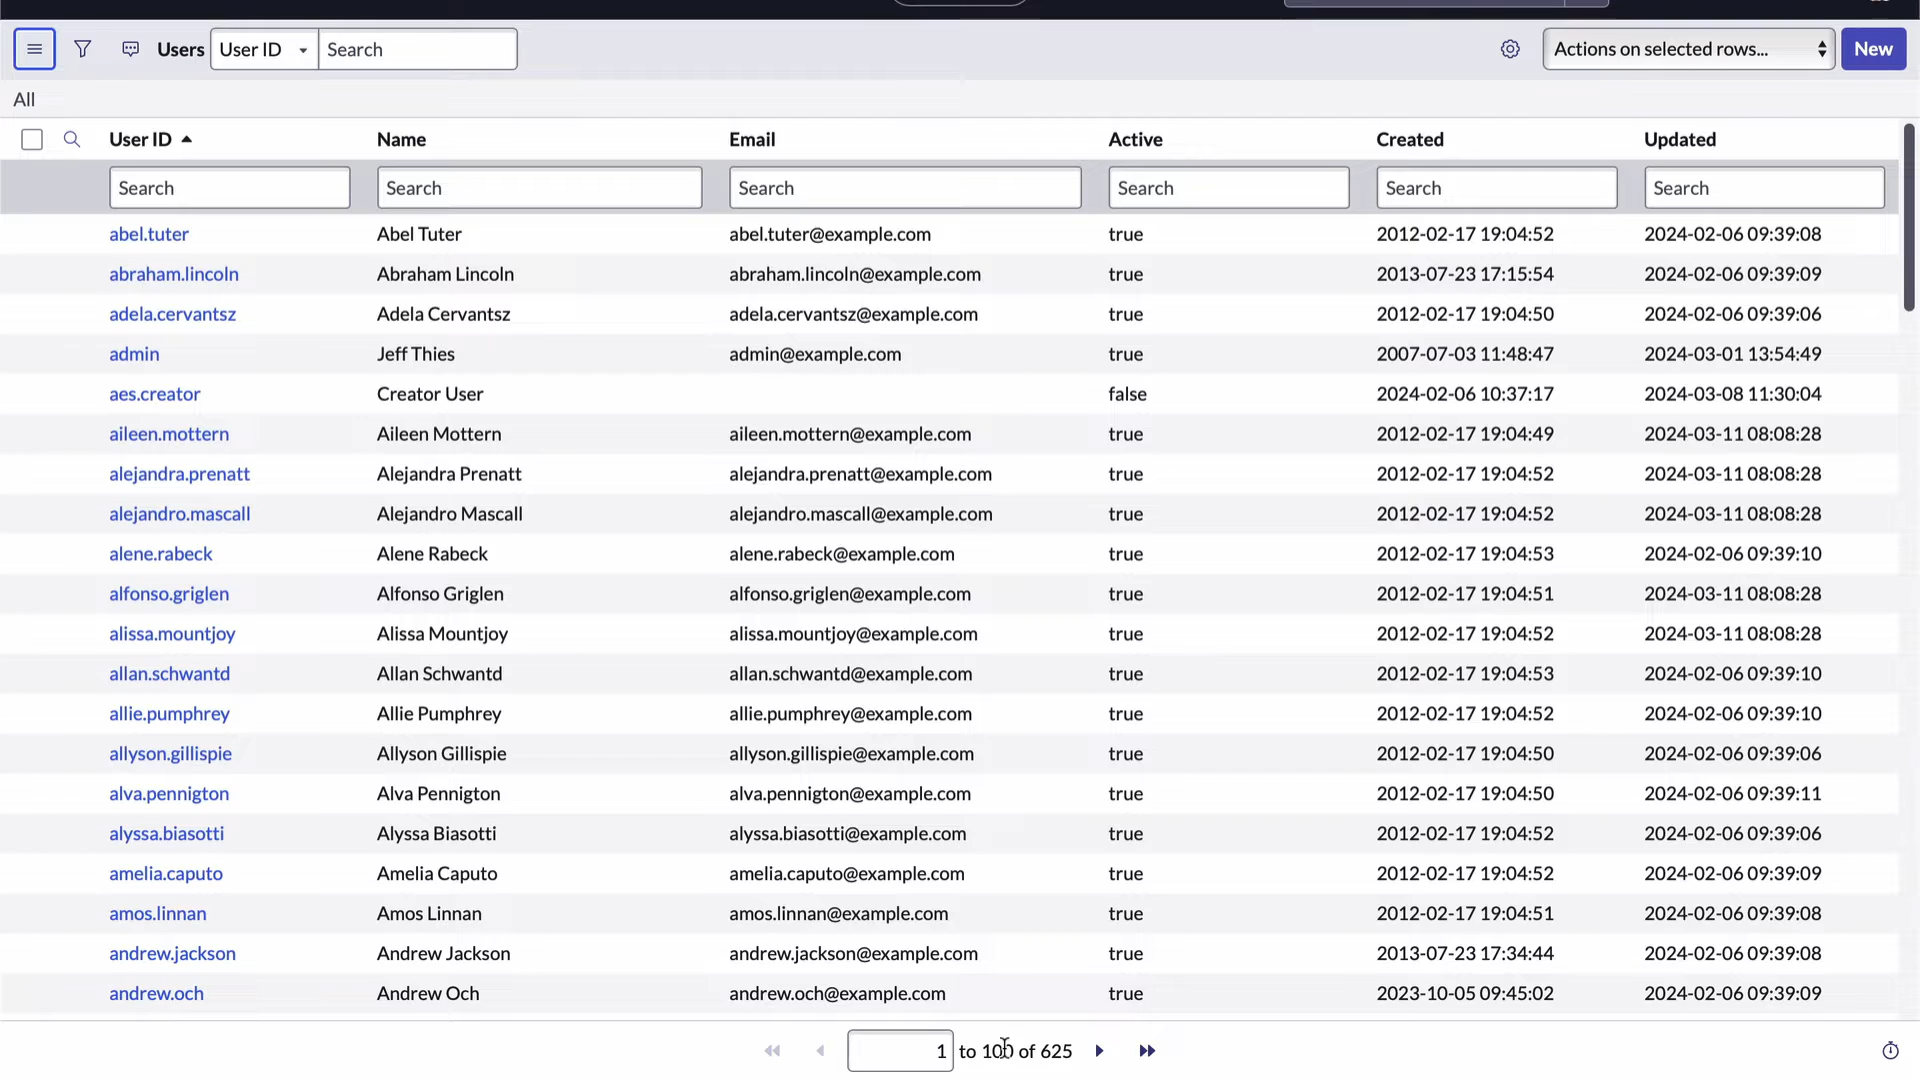 Users User ID Search Actions on selected rows... New
All
User ID Name Email Active Created Updated
Search Search Search Search Search Search
abel.tuter Abel Tuter abel.tuter@example.com true 2012-02-17 19:04:52 2024-02-06 09:39:08
abraham.lincoln Abraham Lincoln abraham.lincoln@example.com true 2013-07-23 17:15:54 2024-02-06 09:39:09
adela.cervantsz Adela Cervantsz adela.cervantsz@example.com true 2012-02-17 19:04:50 2024-02-06 09:39:06
admin Jeff Thies admin@example.com true 2007-07-03 11:48:47 2024-03-01 13:54:49
aes.creator Creator User false 2024-02-06 10:37:17 2024-03-08 11:30:04
aileen.mottern Aileen Mottern aileen.mottern@example.com true 2012-02-17 19:04:49 2024-03-11 08:08:28
alejandra.prenatt Alejandra Prenatt alejandra.prenatt@example.com true 2012-02-17 19:04:52 2024-03-11 08:08:28
alejandro.mascall Alejandro Mascall alejandro.mascall@example.com true 2012-02-17 19:04:52 2024-03-11 08:08:28
alene.rabeck Alene Rabeck alene.rabeck@example.com true 2012-02-17 19:04:53 2024-02-06 09:39:10
alfonso.griglen Alfonso Griglen alfonso.griglen@example.com true 2012-02-17 19:04:51 2024-03-11 08:08:28
alissa.mountjoy Alissa Mountjoy alissa.mountjoy@example.com true 2012-02-17 19:04:52 2024-03-11 08:08:28
allan.schwantd Allan Schwantd allan.schwantd@example.com true 2012-02-17 19:04:53 2024-02-06 09:39:10
allie.pumphrey Allie Pumphrey allie.pumphrey@example.com true 2012-02-17 19:04:52 2024-02-06 09:39:10
allyson.gillispie Allyson Gillispie allyson.gillispie@example.com true 2012-02-17 19:04:50 2024-02-06 09:39:06
alva.pennigton Alva Pennigton alva.pennigton@example.com true 2012-02-17 19:04:50 2024-02-06 09:39:11
alyssa.biasotti Alyssa Biasotti alyssa.biasotti@example.com true 2012-02-17 19:04:52 2024-02-06 09:39:06
amelia.caputo Amelia Caputo amelia.caputo@example.com true 2012-02-17 19:04:52 2024-02-06 09:39:09
amos.linnan Amos Linnan amos.linnan@example.com true 2012-02-17 19:04:51 2024-02-06 09:39:08
andrew.jackson Andrew Jackson andrew.jackson@example.com true 2013-07-23 17:34:44 2024-02-06 09:39:08
andrew.och Andrew Och andrew.och@example.com true 2023-10-05 09:45:02 2024-02-06 09:39:09
1 to 100 of 625